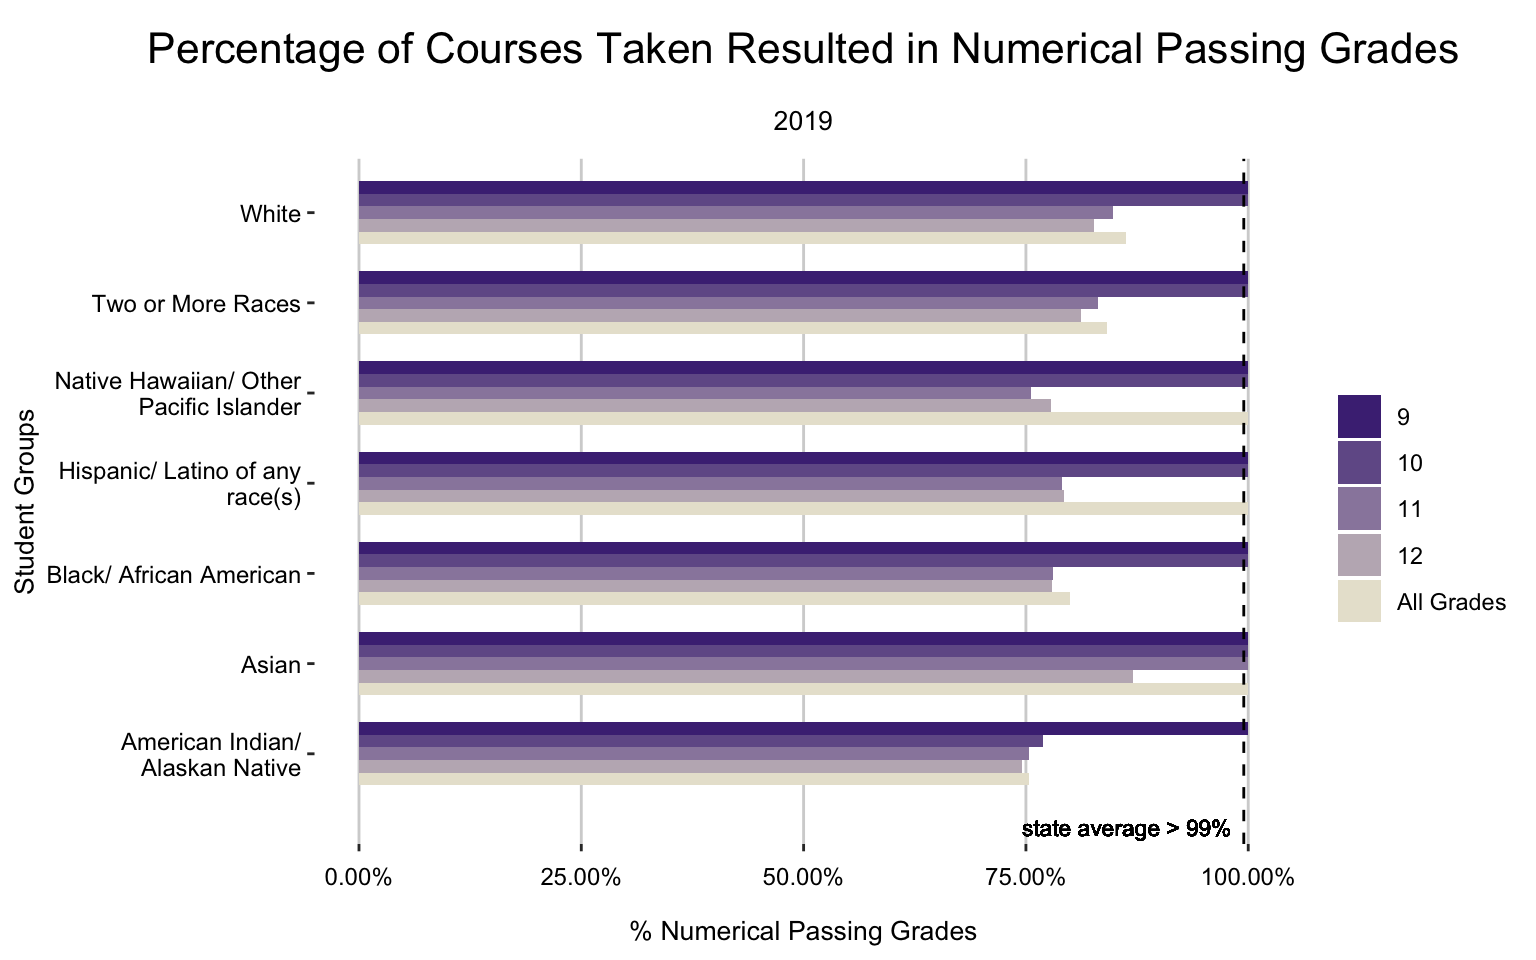 Percentage of Courses Taken Resulted in Numerical Passing Grades
2019
Student Groups
White
Two or More Races
Native Hawaiian/ Other
Pacific Islander
Hispanic/ Latino of any
race(s)
Black/ African American
Asian
American Indian/
Alaskan Native
state average > 99%
0.00% 25.00% 50.00% 75.00% 100.00%
% Numerical Passing Grades
9
10
11
12
All Grades